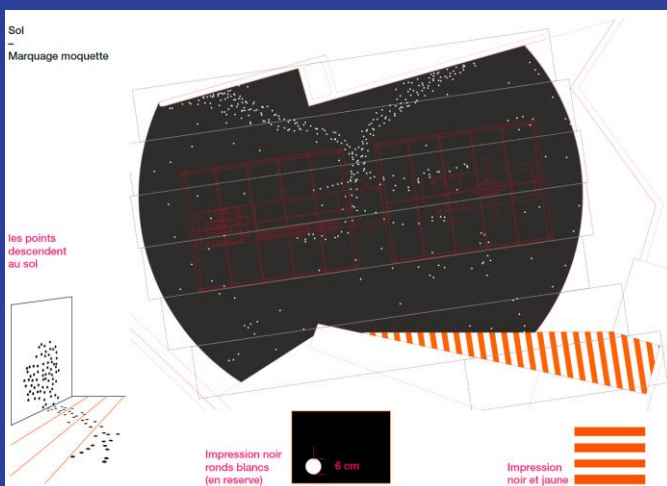 Sol
–
Marquage moquette
les points
descendent
au sol
Impression noir
ronds blancs
(en reserve)
6 cm
Impression
noir et jaune